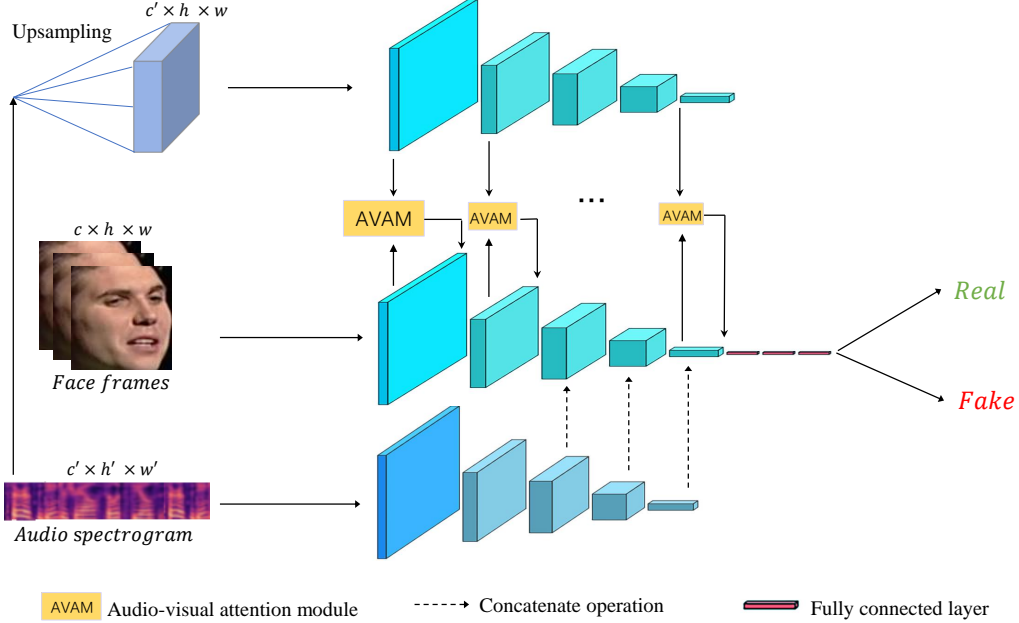 c′ × h × w
Upsampling
AVAM
AVAM
...
AVAM
c × h × w
Face frames
Real
Fake
c′ × h′ × w′
Audio spectrogram
AVAM Audio-visual attention module
Concatenate operation
Fully connected layer